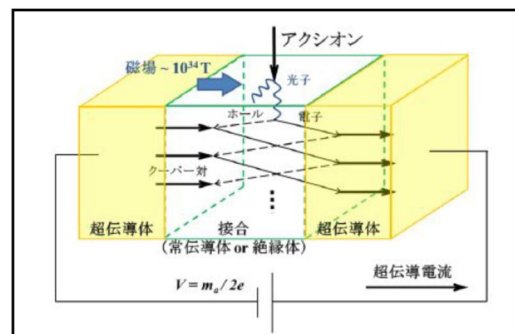 アクシオン
磁場~10³⁴T
光子
ホール
電子
クーパー対
超伝導体
接合
超伝導体
(常伝導体 or 絶縁体)
V = mₐ/2e
超伝導電流